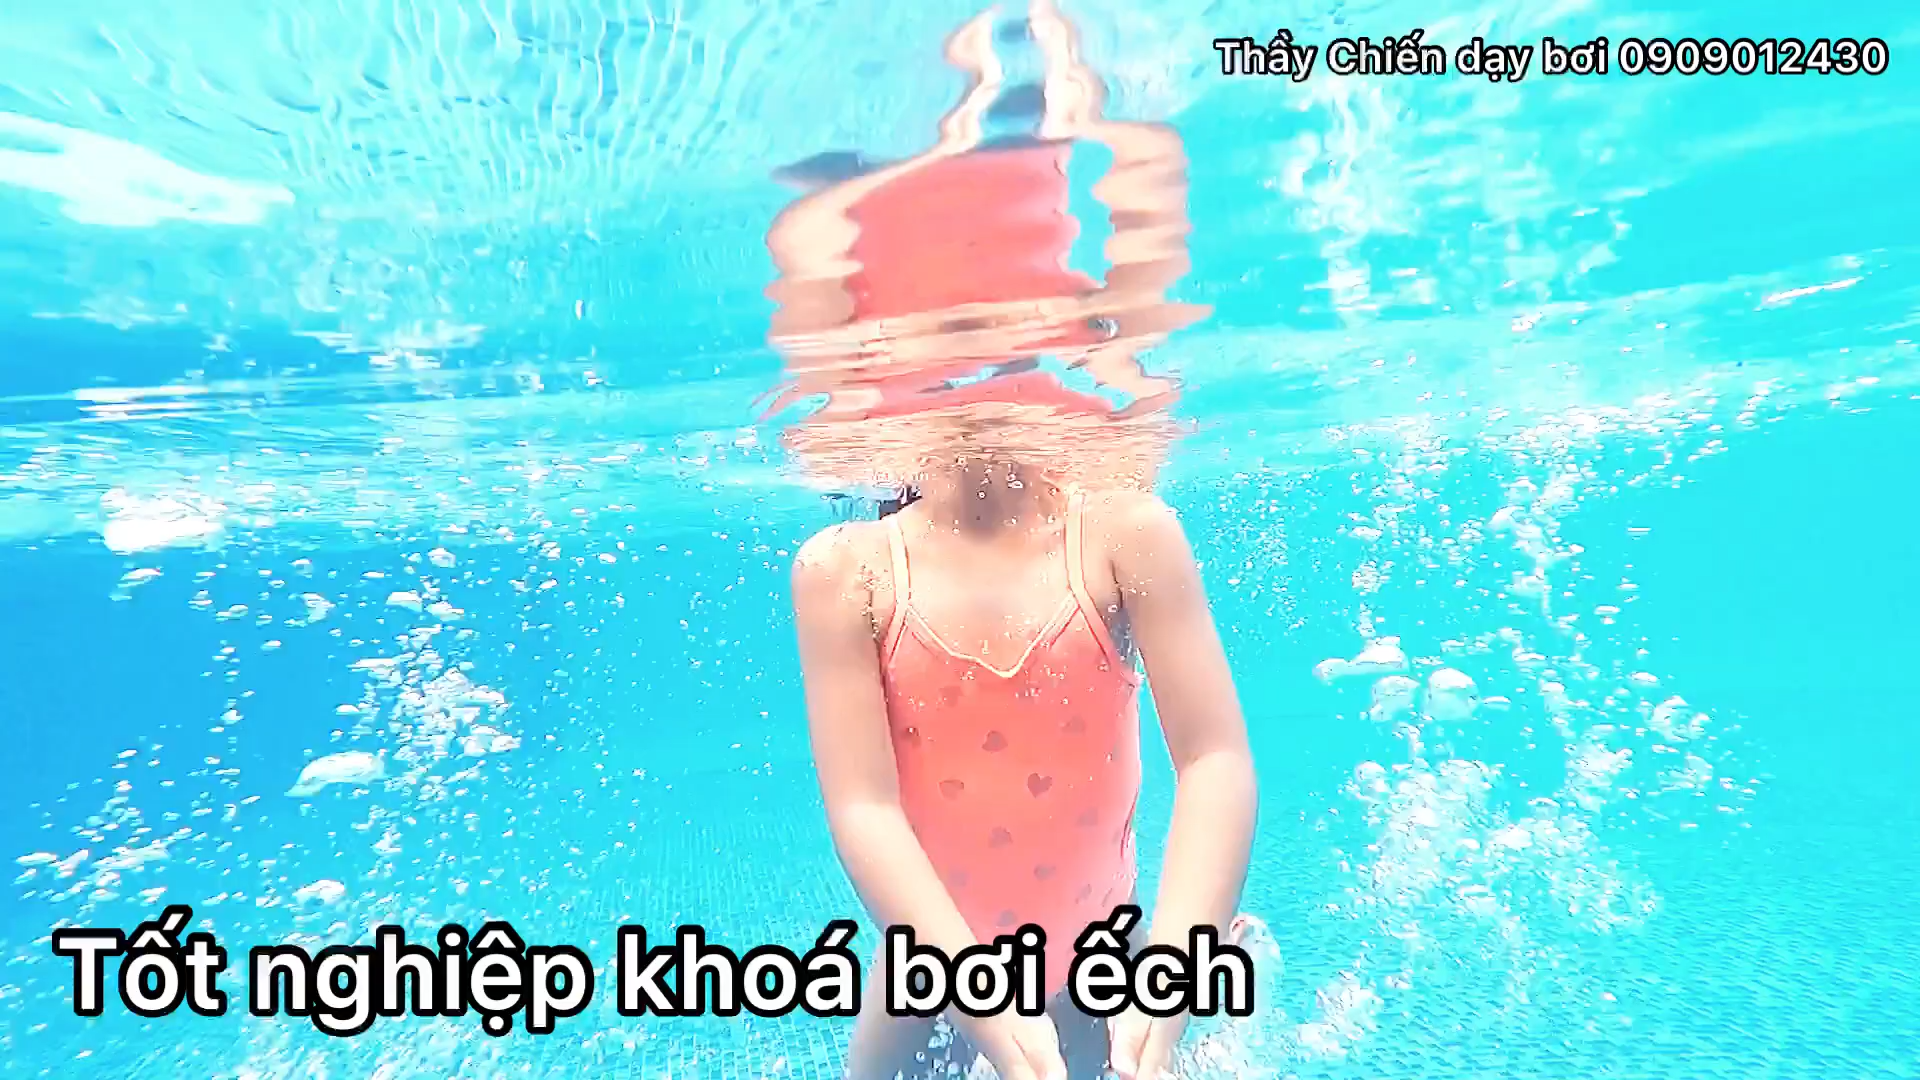 Thầy Chiến dạy bơi 0909012430
Tốt nghiệp khoá bơi ếch